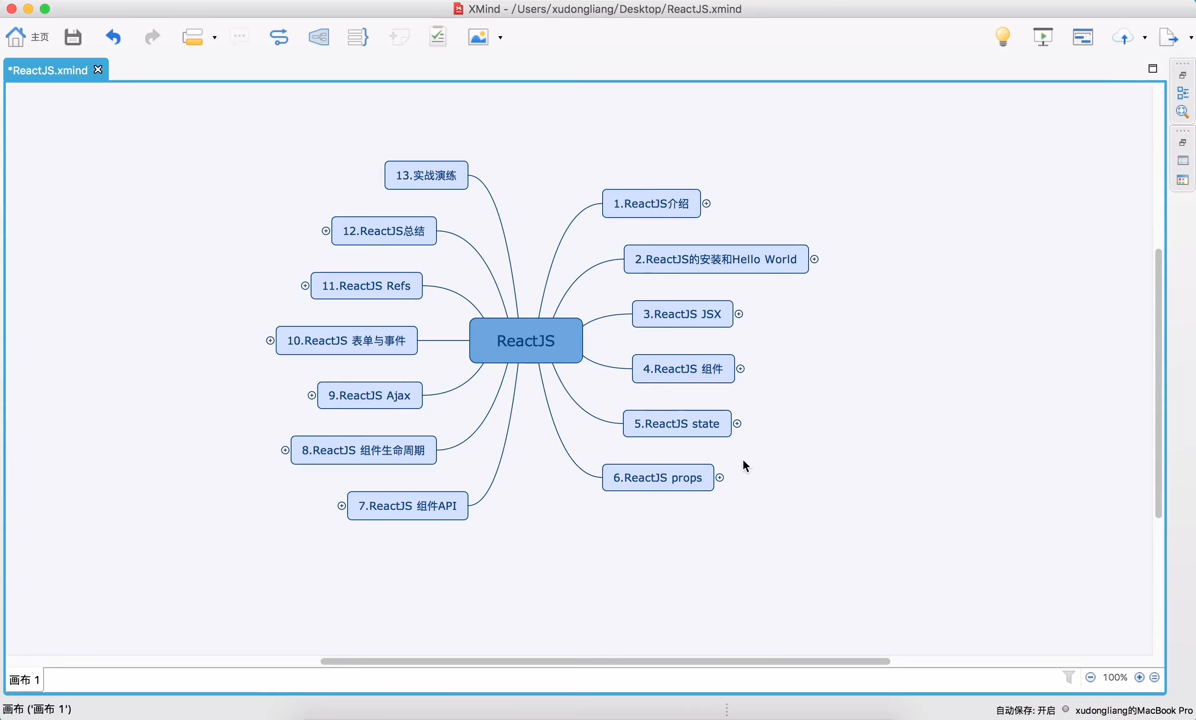 XMind - /Users/xudongliang/Desktop/ReactJS.xmind
主页
*ReactJS.xmind
13.实战演练
1.ReactJS介绍
12.ReactJS总结
2.ReactJS的安装和Hello World
11.ReactJS Refs
3.ReactJS JSX
ReactJS
10.ReactJS 表单与事件
4.ReactJS 组件
9.ReactJS Ajax
5.ReactJS state
8.ReactJS 组件生命周期
6.ReactJS props
7.ReactJS 组件API
画布 1
100%
画布 ('画布 1')
自动保存: 开启
xudongliang的MacBook Pro